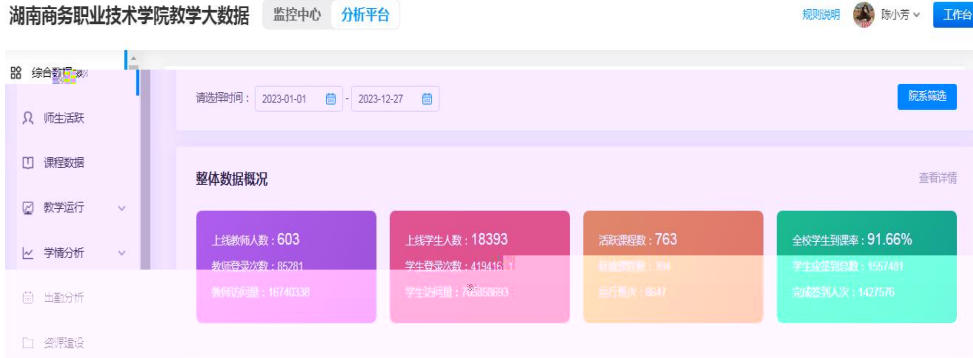 湖南商务职业技术学院教学大数据 监控中心 分析平台 规则说明 陈小芳 工作台
综合数据
请选择时间： 2023-01-01 - 2023-12-27 院系筛选
师生活跃
课程数据
整体数据概况 查看详情
教学运行
上线教师人数：603 上线学生人数：18393 活跃课程数：763 全校学生到课率：91.66%
学情分析
教师登录次数：85281 学生登录次数：419416 学生应签到总数：1557481
教师访问量：16740338 学生访问量： 运行班次：8647 完成签到人次：1427576
出勤分析
资源建设